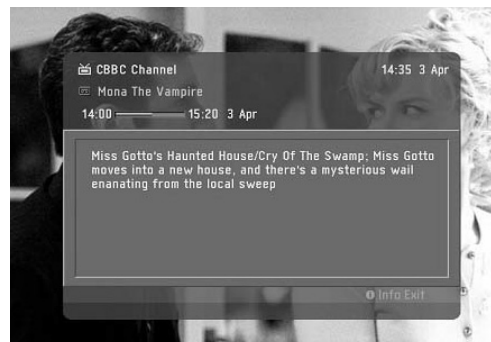 CBBC Channel 14:35 3 Apr
Mona The Vampire
14:00 15:20 3 Apr
Miss Gotto's Haunted House/Cry Of The Swamp; Miss Gotto
moves into a new house, and there's a mysterious wail
enanating from the local sweep
Info Exit